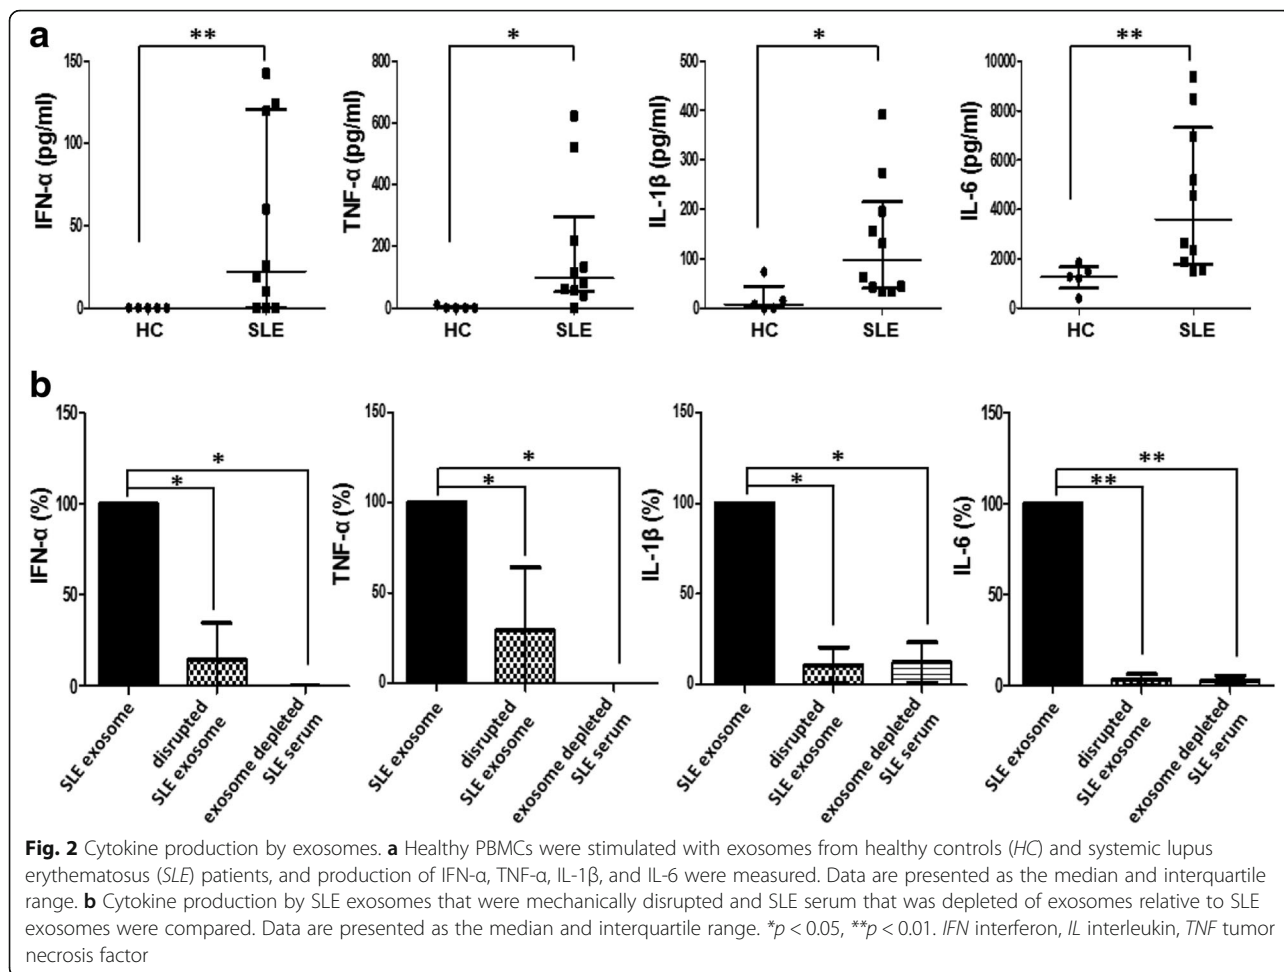 a
**
*
*
**
IFN-α (pg/ml)
150
100
50
0
HC
SLE
TNF-α (pg/ml)
800
600
400
200
0
HC
SLE
IL-1β (pg/ml)
500
400
300
200
100
0
HC
SLE
IL-6 (pg/ml)
10000
8000
6000
4000
2000
0
HC
SLE
b
IFN-α (%)
150
100
50
0
*
*
SLE exosome
disrupted
SLE exosome
exosome depleted
SLE serum
TNF-α (%)
150
100
50
0
*
*
SLE exosome
disrupted
SLE exosome
exosome depleted
SLE serum
IL-1β (%)
150
100
50
0
*
*
SLE exosome
disrupted
SLE exosome
exosome depleted
SLE serum
IL-6 (%)
150
100
50
0
**
**
SLE exosome
disrupted
SLE exosome
exosome depleted
SLE serum
Fig. 2 Cytokine production by exosomes. a Healthy PBMCs were stimulated with exosomes from healthy controls (HC) and systemic lupus
erythematosus (SLE) patients, and production of IFN-α, TNF-α, IL-1β, and IL-6 were measured. Data are presented as the median and interquartile
range. b Cytokine production by SLE exosomes that were mechanically disrupted and SLE serum that was depleted of exosomes relative to SLE
exosomes were compared. Data are presented as the median and interquartile range. *p < 0.05, **p < 0.01. IFN interferon, IL interleukin, TNF tumor
necrosis factor